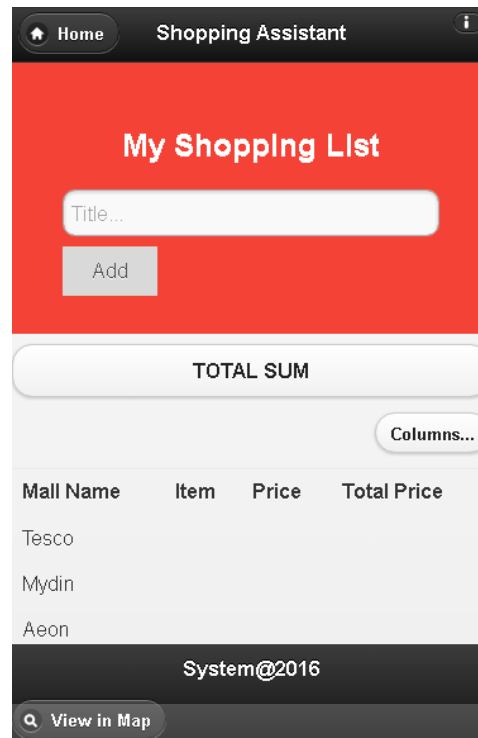 Home Shopping Assistant i
My Shopping List
Title...
Add
TOTAL SUM
Columns...
Mall Name Item Price Total Price
Tesco
Mydin
Aeon
System@2016
View in Map